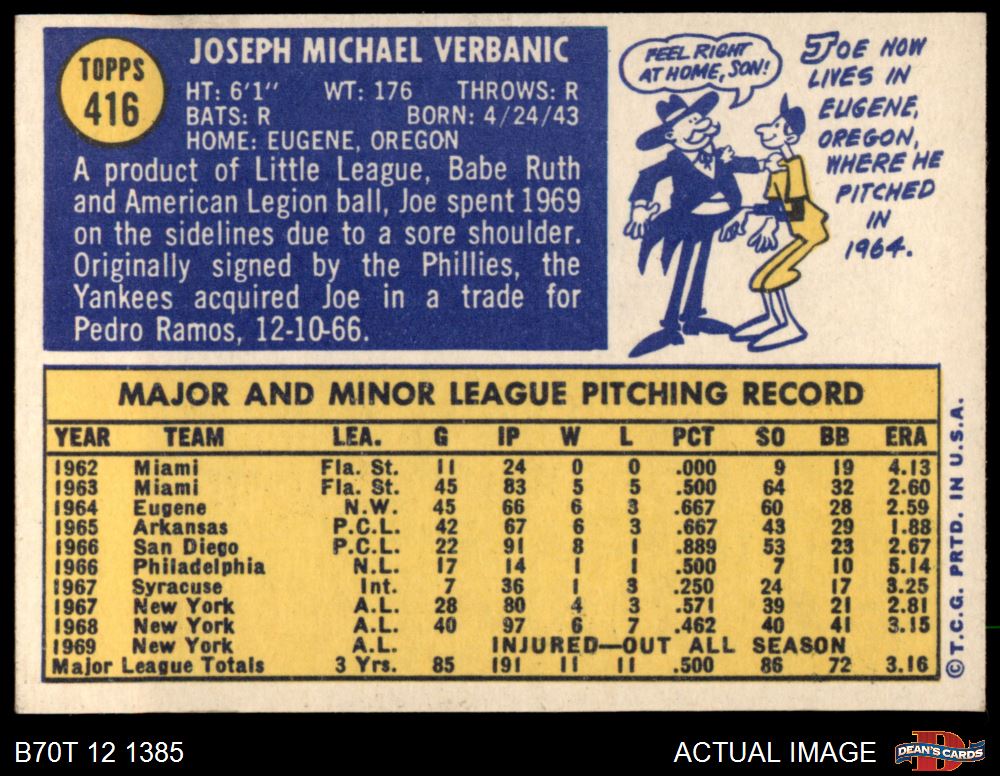 TOPPS
416
JOSEPH MICHAEL VERBANIC
HT: 6'1" WT: 176 THROWS: R
BATS: R BORN: 4/24/43
HOME: EUGENE, OREGON
A product of Little League, Babe Ruth
and American Legion ball, Joe spent 1969
on the sidelines due to a sore shoulder.
Originally signed by the Phillies, the
Yankees acquired Joe in a trade for
Pedro Ramos, 12-10-66.
FEEL RIGHT
AT HOME, SON!
JOE NOW
LIVES IN
EUGENE,
OREGON,
WHERE HE
PITCHED
IN
1964.
MAJOR AND MINOR LEAGUE PITCHING RECORD
YEAR TEAM LEA. G IP W L PCT SO BB ERA
1962 Miami Fla. St. 11 24 0 0 .000 9 19 4.13
1963 Miami Fla. St. 45 83 5 5 .500 64 32 2.60
1964 Eugene N.W. 45 66 6 3 .667 60 28 2.59
1965 Arkansas P.C.L. 42 67 6 3 .667 43 29 1.88
1966 San Diego P.C.L. 22 91 8 1 .889 53 23 2.67
1966 Philadelphia N.L. 17 14 1 1 .500 7 10 5.14
1967 Syracuse Int. 7 36 1 3 .250 24 17 3.25
1967 New York A.L. 28 80 4 3 .571 39 21 2.81
1968 New York A.L. 40 97 6 7 .462 40 41 3.15
1969 New York A.L. INJURED—OUT ALL SEASON
Major League Totals 3 Yrs. 85 191 11 11 .500 86 72 3.16
© T.C.G. PRTD. IN U.S.A.
B70T 12 1385
ACTUAL IMAGE
DEAN'S CARDS